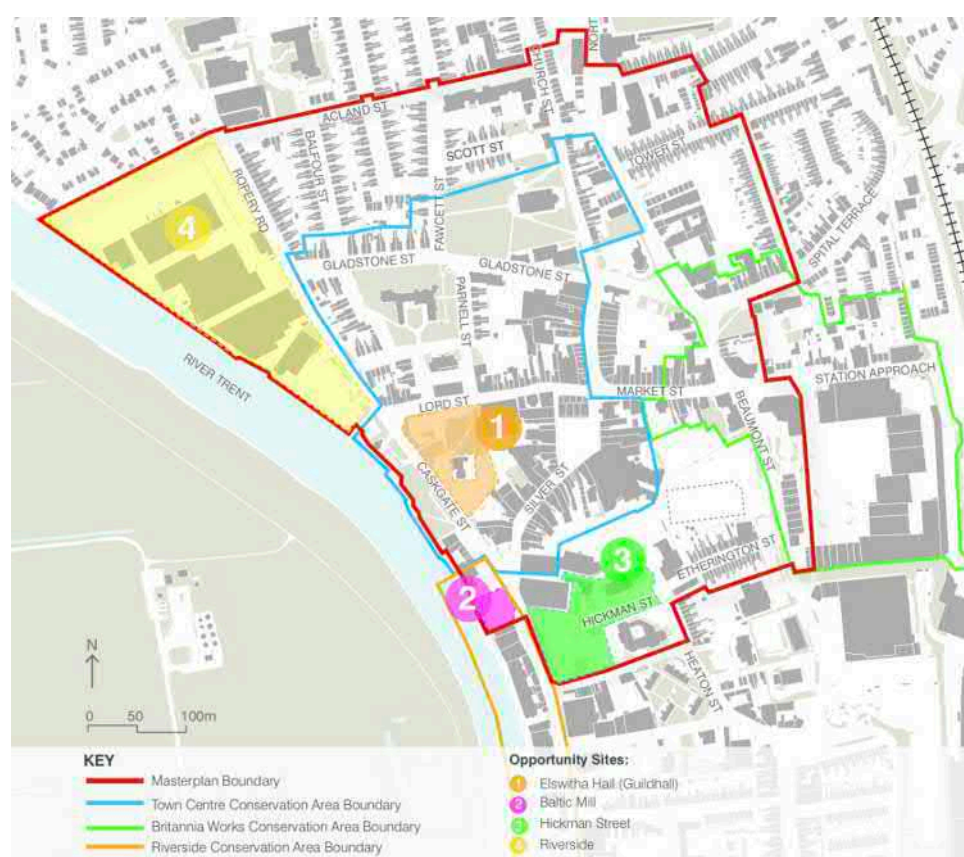 NORT
CHURCH ST
ACLAND ST
BALFOUR ST
SCOTT ST
TOWER ST
ROPERY RD
FAWCETT ST
SPITAL TERRACE
4
GLADSTONE ST
GLADSTONE ST
PARNELL ST
RIVER TRENT
STATION APPROACH
MARKET ST
LORD ST
BEAUMONT ST
1
CASKGATE ST
SILVER ST
3
ETHERINGTON ST
2
HICKMAN ST
HEATON ST
N
0 50 100m
KEY
Masterplan Boundary
Town Centre Conservation Area Boundary
Britannia Works Conservation Area Boundary
Riverside Conservation Area Boundary
Opportunity Sites:
1 Elswitha Hall (Guildhall)
2 Baltic Mill
3 Hickman Street
4 Riverside